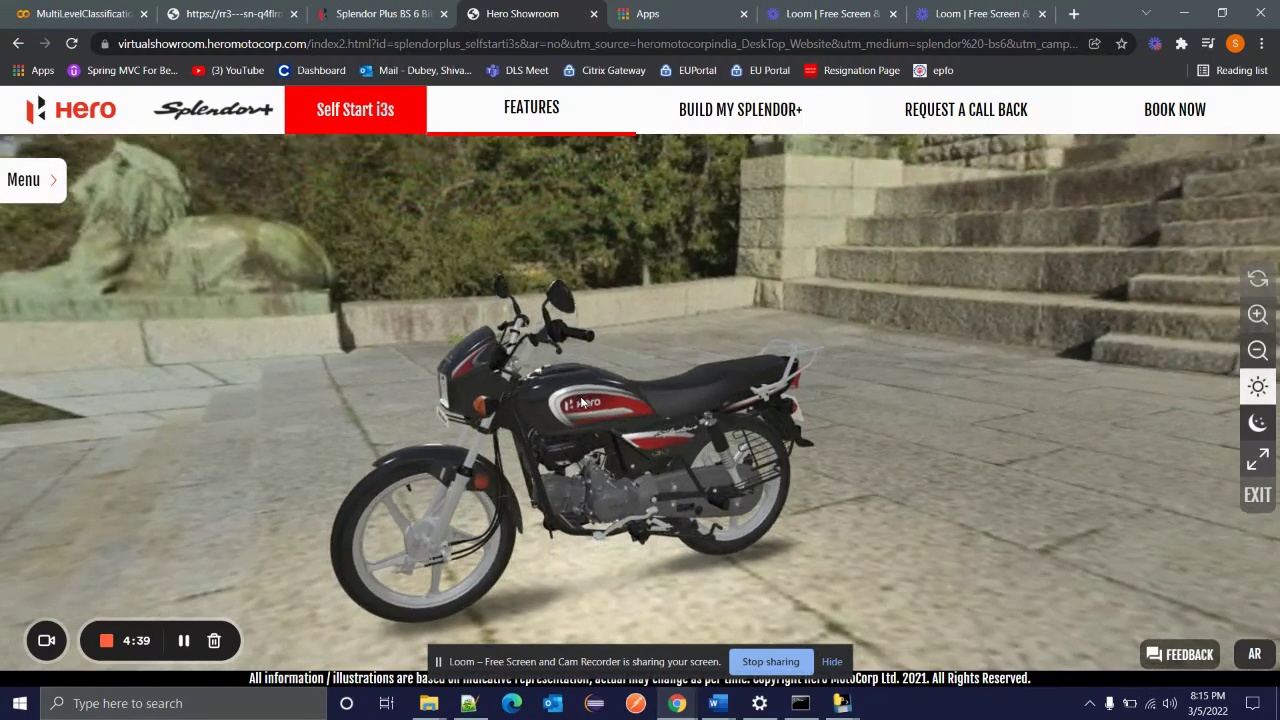 MultiLevelClassificatio
https://rr3---sn-q4flrn
Splendor Plus BS 6 Bik
Hero Showroom
Apps
Loom | Free Screen &
Loom | Free Screen &
virtualshowroom.heromotocorp.com/index2.html?id=splendorplus_selfstarti3s&at=no&utm_source=heromotocorpindia_DeskTop_Website&utm_medium=splendor%20-bs6&utm_camp...
Apps
Spring MVC For Be...
(3) YouTube
Dashboard
Mail - Dubey, Shiva...
DLS Meet
Citrix Gateway
EUPortal
EU Portal
Resignation Page
epfo
Reading list
Hero
Splendor+
Self Start i3s
FEATURES
BUILD MY SPLENDOR+
REQUEST A CALL BACK
BOOK NOW
Menu
Hero
EXIT
4:39
Loom – Free Screen and Cam Recorder is sharing your screen.
Stop sharing
Hide
FEEDBACK
AR
All information / illustrations are based on indicative representation, actual may change as per time. Copyright Hero MotoCorp Ltd. 2021. All Rights Reserved.
Type here to search
8:15 PM
3/5/2022